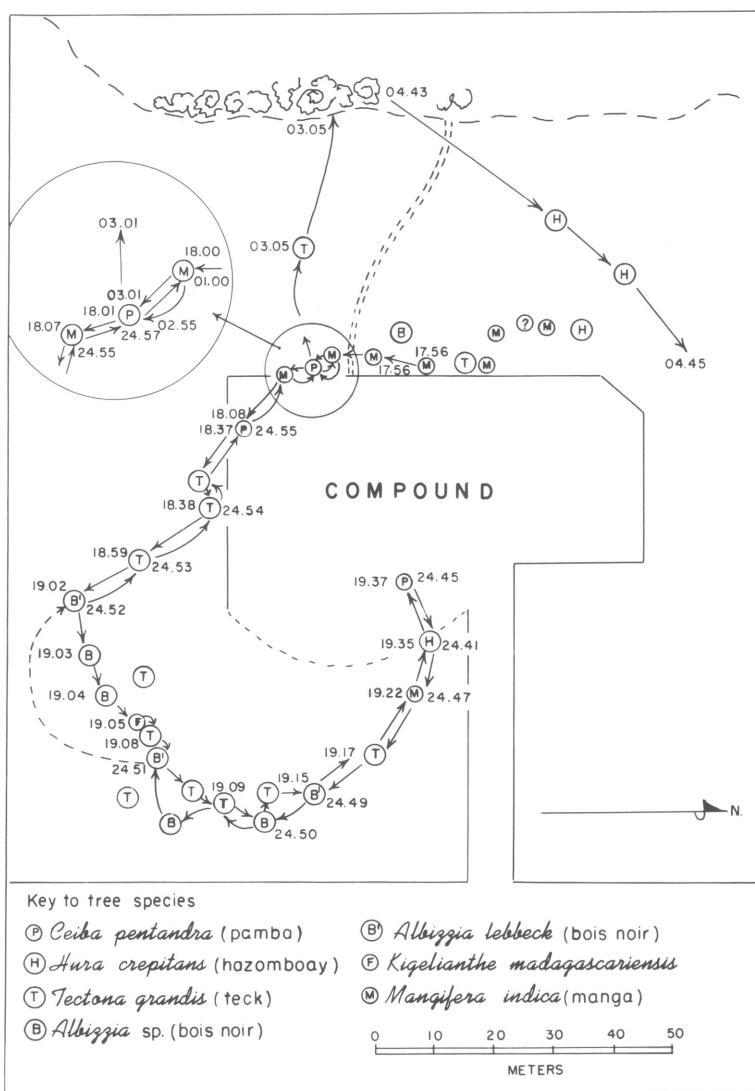 04.43
03.05
03.01
18.00
M
01.00
03.01
18.01
P
18.07
M
24.57
02.55
24.55
03.05
T
H
H
B
M
?
M
H
17.56
17.56
04.45
M
P
M
M
M
T
M
18.08
18.37
P
24.55
T
18.38
T
24.54
COMPOUND
18.59
T
24.53
19.02
B'
24.52
19.37
P
24.45
19.03
B
19.35
H
24.41
T
19.04
B
19.22
M
24.47
19.05
F
19.08
T
24.51
B'
19.17
T
T
T
19.09
T
19.15
T
B'
24.49
B
B
24.50
N.
Key to tree species
P Ceiba pentandra (pamba)
H Hura crepitans (hazomboay)
T Tectona grandis (teck)
B Albizzia sp. (bois noir)
B' Albizzia lebbeck (bois noir)
F Kigelianthe madagascariensis
M Mangifera indica (manga)
0 10 20 30 40 50
METERS